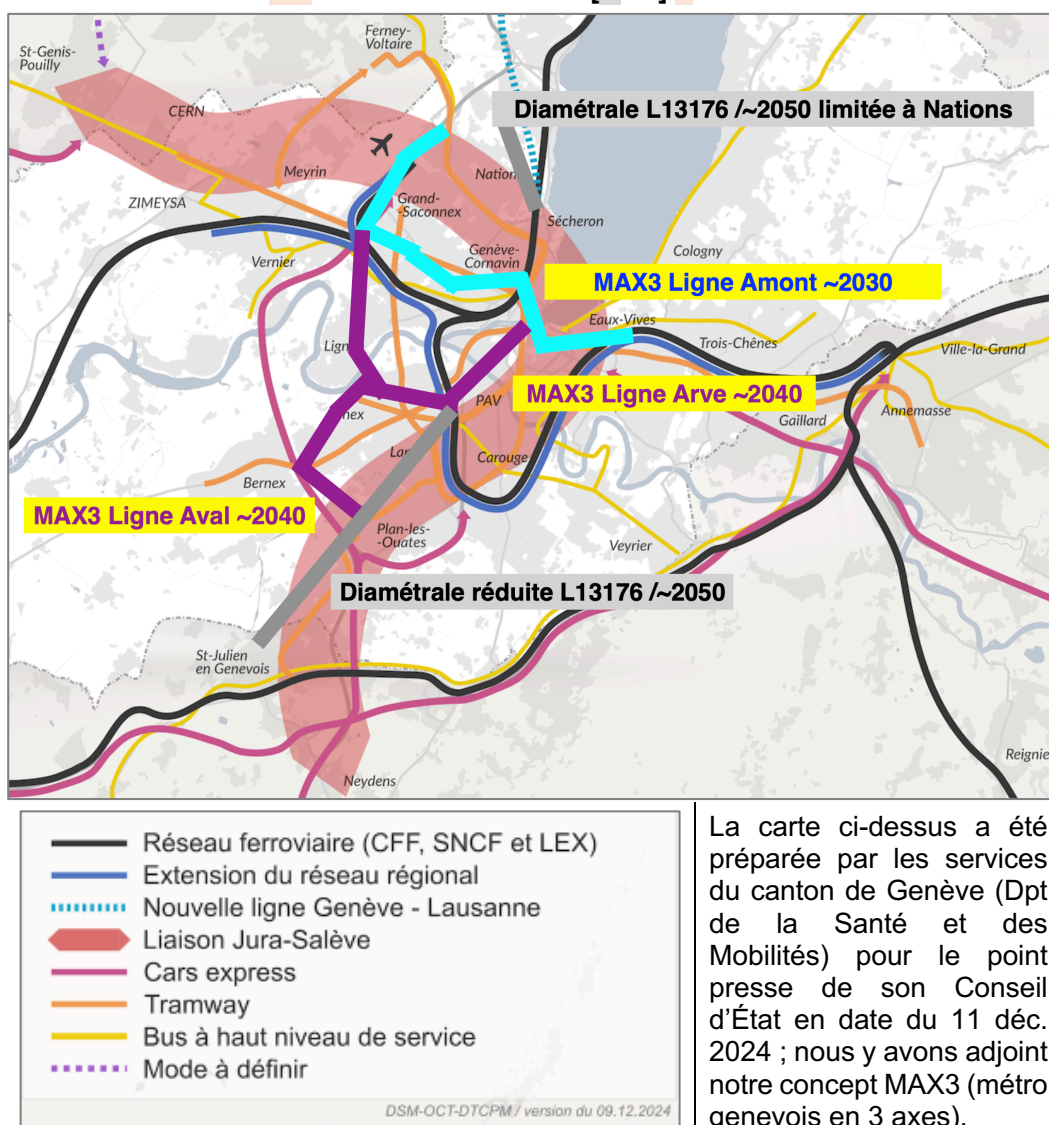 St-Genis-
Pouilly
Ferney-
Voltaire
CERN
Diamétrale L13176 /~2050 limitée à Nations
Meyrin
Nation
ZIMEYSA
Grand-
-Saconnex
Sécheron
Vernier
Genève-
Cornavin
Cologny
MAX3 Ligne Amont ~2030
Eaux-Vives
Trois-Chênes
Ville-la-Grand
Lign
MAX3 Ligne Arve ~2040
PAV
Gaillard
Annemasse
nex
Lar
Carouge
Bernex
MAX3 Ligne Aval ~2040
Plan-les-
-Ouates
Veyrier
Diamétrale réduite L13176 /~2050
St-Julien
en Genevois
Reignie
Neydens
Réseau ferroviaire (CFF, SNCF et LEX)
Extension du réseau régional
Nouvelle ligne Genève - Lausanne
Liaison Jura-Salève
Cars express
Tramway
Bus à haut niveau de service
Mode à définir
DSM-OCT-DTCPM / version du 09.12.2024
La carte ci-dessus a été
préparée par les services
du canton de Genève (Dpt
de la Santé et des
Mobilités) pour le point
presse de son Conseil
d'État en date du 11 déc.
2024 ; nous y avons adjoint
notre concept MAX3 (métro
genevois en 3 axes).